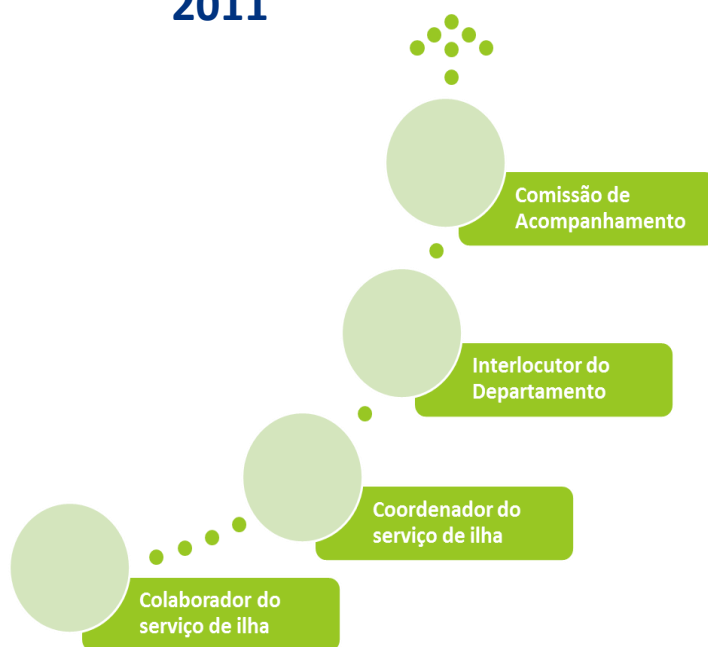 2011
Comissão de
Acompanhamento
Interlocutor do
Departamento
Coordenador do
serviço de ilha
Colaborador do
serviço de ilha